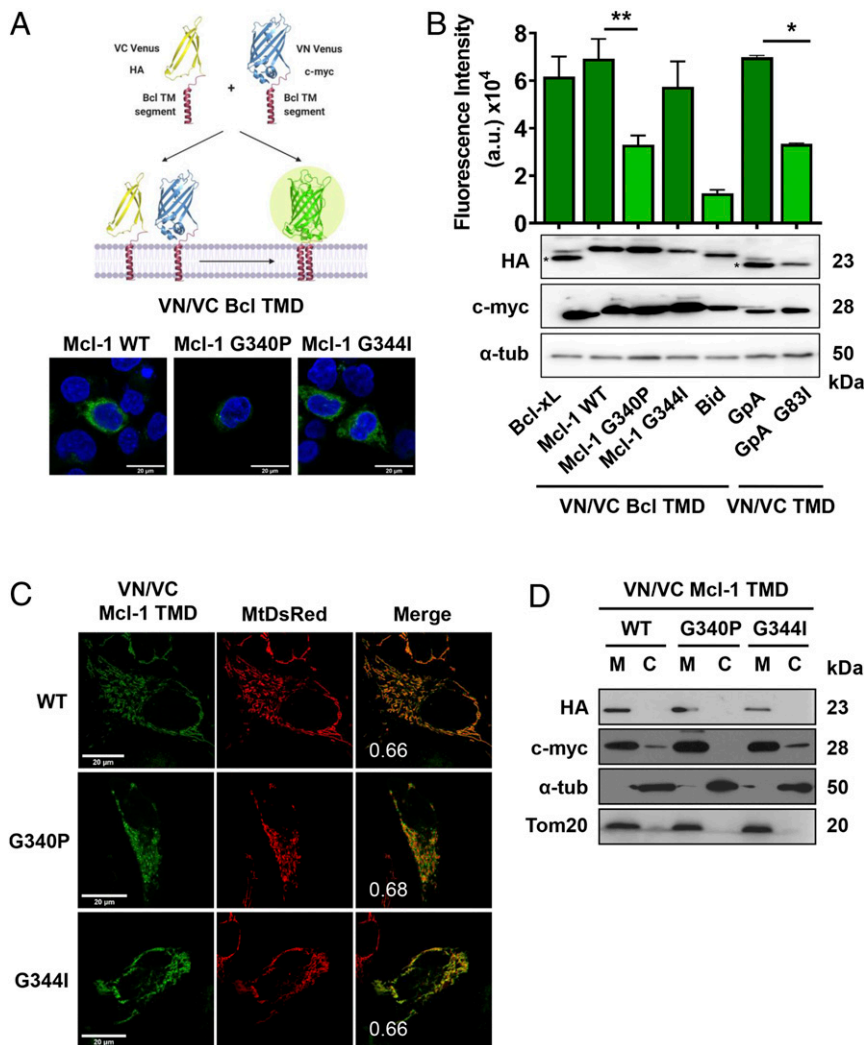 A
VC Venus
HA
VN Venus
c-myc
Bcl TM
segment
+
Bcl TM
segment
VN/VC Bcl TMD
Mcl-1 WT
Mcl-1 G340P
Mcl-1 G344I
20 μm
20 μm
20 μm
B
Fluorescence Intensity
(a.u.) x10⁴
8
6
4
2
0
**
*
HA
*
*
23
c-myc
28
α-tub
50
kDa
Bcl-xL
Mcl-1 WT
Mcl-1 G340P
Mcl-1 G344I
Bid
GpA
GpA G83I
VN/VC Bcl TMD
VN/VC TMD
C
VN/VC
Mcl-1 TMD
MtDsRed
Merge
WT
20 μm
0.66
G340P
20 μm
0.68
G344I
20 μm
0.66
D
VN/VC Mcl-1 TMD
WT
G340P
G344I
M C M C M C
kDa
HA
23
c-myc
28
α-tub
50
Tom20
20